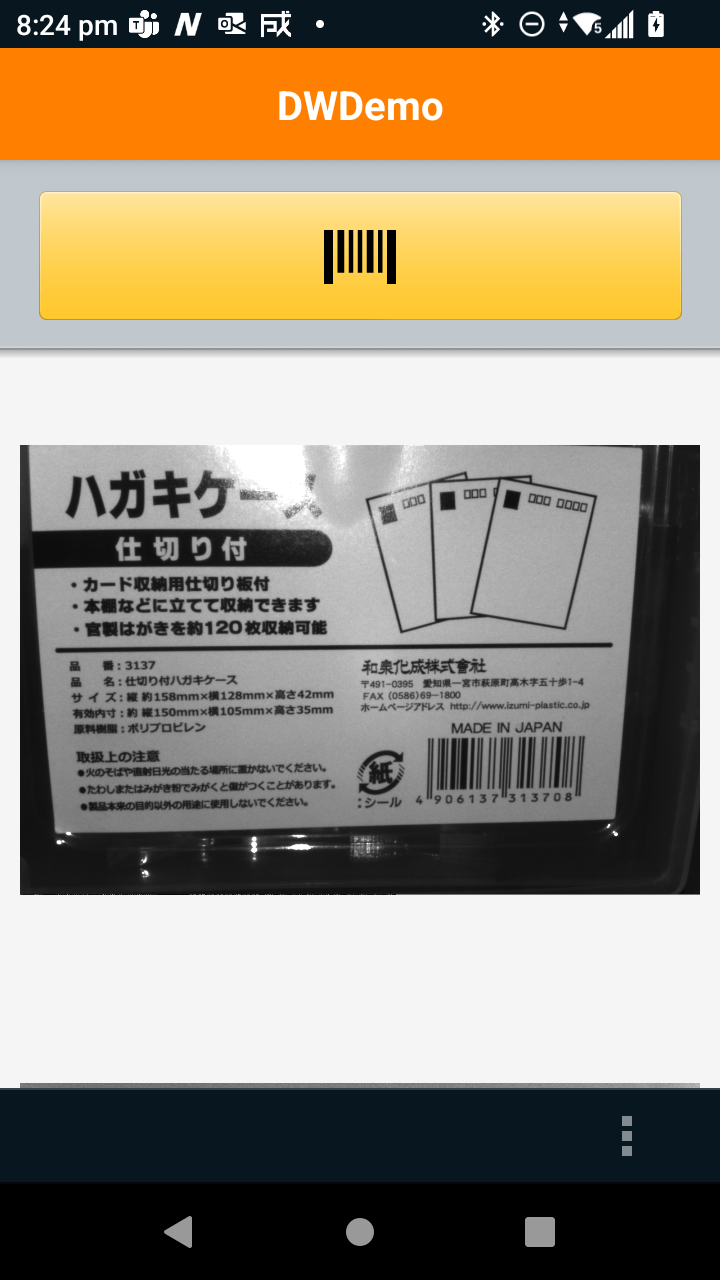 8:24 pm
DWDemo
ハガキケース
仕切り付
・カード収納用仕切り板付
・本棚などに立てて収納できます
・官製はがきを約120枚収納可能
品　番：3137
品　名：仕切り付ハガキケース
サイズ：縦 約158mm×横128mm×高さ42mm
有効内寸：約 縦150mm×横105mm×高さ35mm
原料樹脂：ポリプロピレン
取扱上の注意
●火のそばや直射日光の当たる場所に置かないでください。
●たわしまたはみがき粉でみがくと傷がつくことがあります。
●製品本来の目的以外の用途に使用しないでください。
和泉化成株式會社
〒491-0395　愛知県一宮市萩原町高木字五十歩1-4
FAX (0586)69-1800
ホームページアドレス http://www.izumi-plastic.co.jp
MADE IN JAPAN
紙
：シール
4 906137 313708